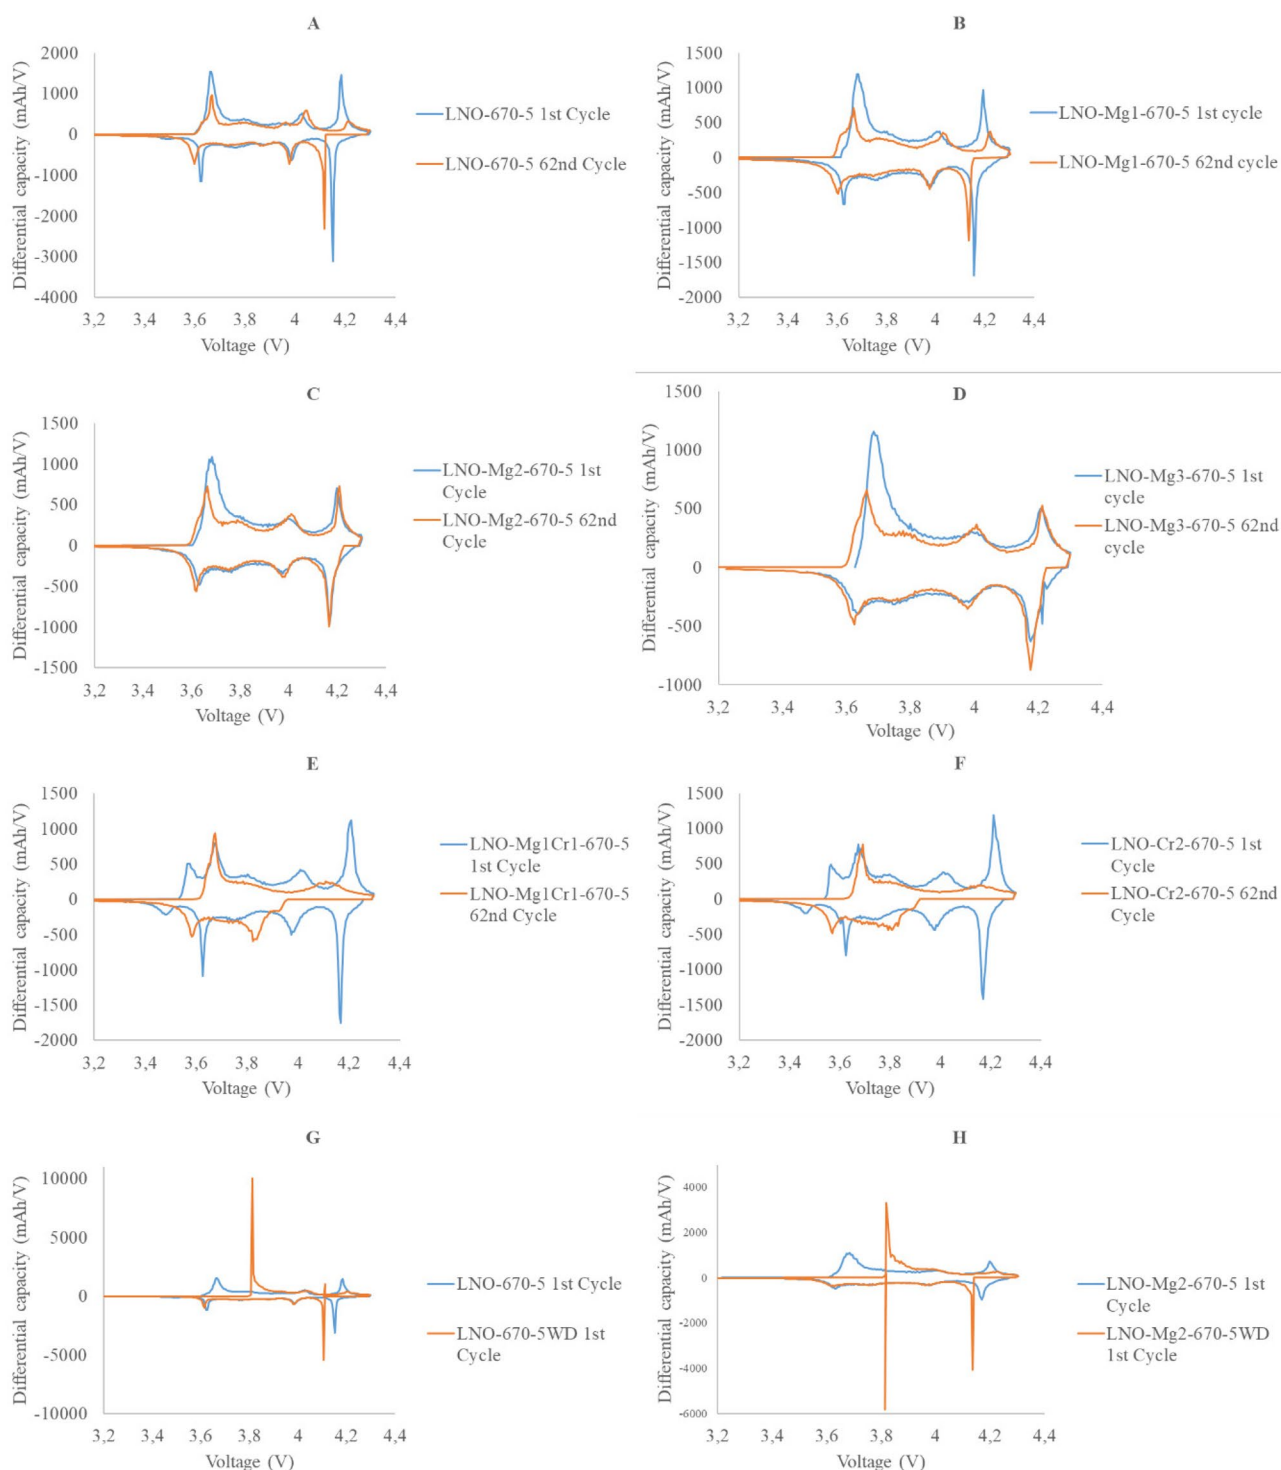 A
2000
1000
0
-1000
-2000
-3000
-4000
3,2 3,4 3,6 3,8 4 4,2 4,4
Voltage (V)
Differential capacity (mAh/V)
LNO-670-5 1st Cycle
LNO-670-5 62nd Cycle
B
1500
1000
500
0
-500
-1000
-1500
-2000
3,2 3,4 3,6 3,8 4 4,2 4,4
Voltage (V)
Differential capacity (mAh/V)
LNO-Mg1-670-5 1st cycle
LNO-Mg1-670-5 62nd cycle
C
1500
1000
500
0
-500
-1000
-1500
3,2 3,4 3,6 3,8 4 4,2 4,4
Voltage (V)
Differential capacity (mAh/V)
LNO-Mg2-670-5 1st
Cycle
LNO-Mg2-670-5 62nd
Cycle
D
1500
1000
500
0
-500
-1000
3,2 3,4 3,6 3,8 4 4,2 4,4
Voltage (V)
Differential capacity (mAh/V)
LNO-Mg3-670-5 1st
cycle
LNO-Mg3-670-5 62nd
cycle
E
1500
1000
500
0
-500
-1000
-1500
-2000
3,2 3,4 3,6 3,8 4 4,2 4,4
Voltage (V)
Differential capacity (mAh/V)
LNO-Mg1Cr1-670-5
1st Cycle
LNO-Mg1Cr1-670-5
62nd Cycle
F
1500
1000
500
0
-500
-1000
-1500
-2000
3,2 3,4 3,6 3,8 4 4,2 4,4
Voltage (V)
Differential capacity (mAh/V)
LNO-Cr2-670-5 1st
Cycle
LNO-Cr2-670-5 62nd
Cycle
G
10000
5000
0
-5000
-10000
3,2 3,4 3,6 3,8 4 4,2 4,4
Voltage (V)
Differential capacity (mAh/V)
LNO-670-5 1st Cycle
LNO-670-5WD 1st
Cycle
H
4000
2000
0
-2000
-4000
-6000
3,2 3,4 3,6 3,8 4 4,2 4,4
Voltage (V)
Differential capacity (mAh/V)
LNO-Mg2-670-5 1st
Cycle
LNO-Mg2-670-5WD
1st Cycle